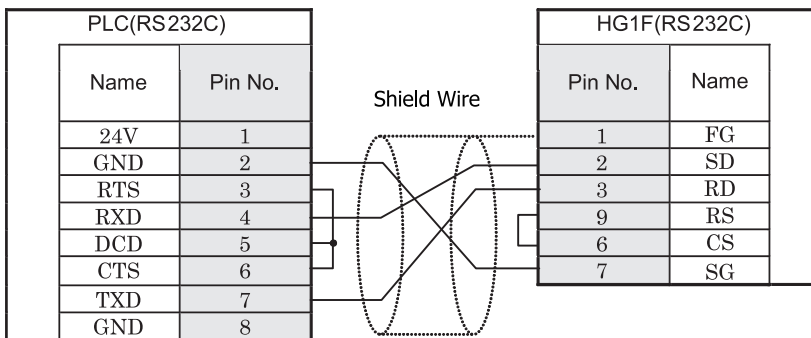 PLC(RS232C)
HG1F(RS232C)
Name Pin No.
Shield Wire
Pin No. Name
24V 1
GND 2
RTS 3
RXD 4
DCD 5
CTS 6
TXD 7
GND 8
1 FG
2 SD
3 RD
9 RS
6 CS
7 SG